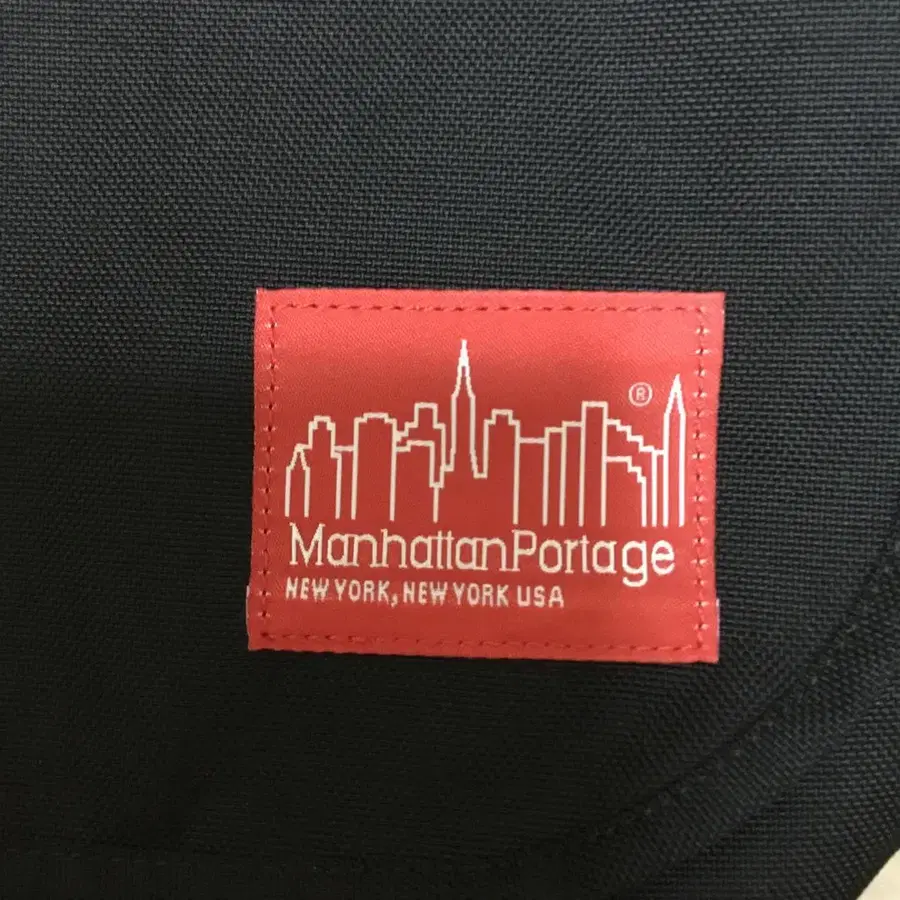 ®
ManhattanPortage
NEW YORK, NEW YORK USA